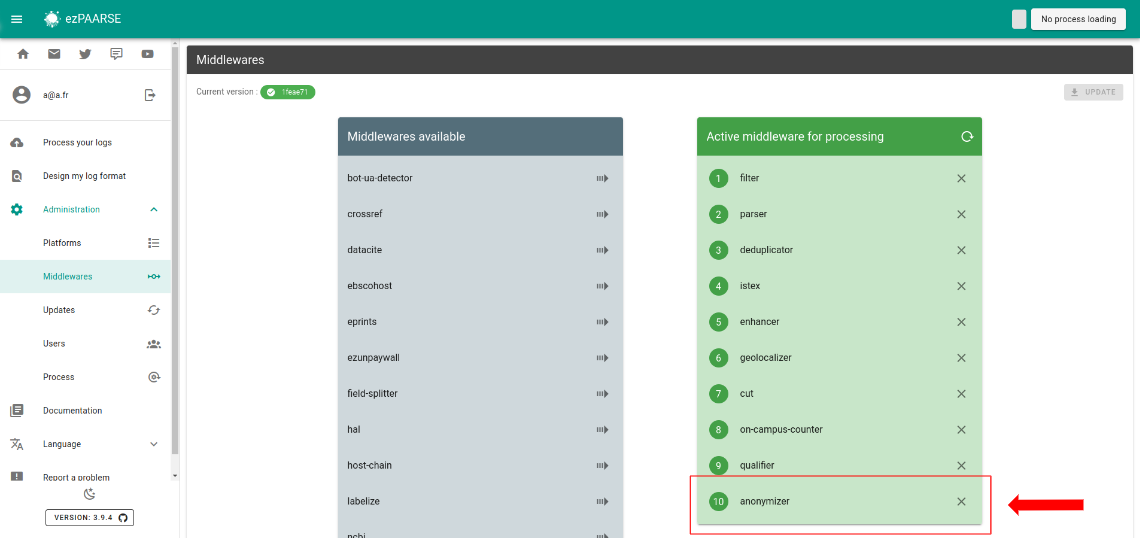 ezPAARSE
No process loading
a@a.fr
Process your logs
Design my log format
Administration
Platforms
Middlewares
Updates
Users
Process
Documentation
Language
Report a problem
VERSION: 3.9.4
Middlewares
Current version : 1feae71
UPDATE
Middlewares available
bot-ua-detector
crossref
datacite
ebscohost
eprints
ezunpaywall
field-splitter
hal
host-chain
labelize
ncbi
Active middleware for processing
1 filter
2 parser
3 deduplicator
4 istex
5 enhancer
6 geolocalizer
7 cut
8 on-campus-counter
9 qualifier
10 anonymizer